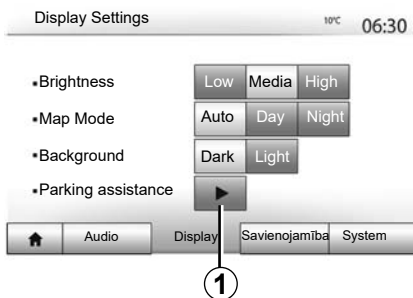 Display Settings 10°C 06:30
▪Brightness Low Media High
▪Map Mode Auto Day Night
▪Background Dark Light
▪Parking assistance
Audio Display Savienojamība System
1